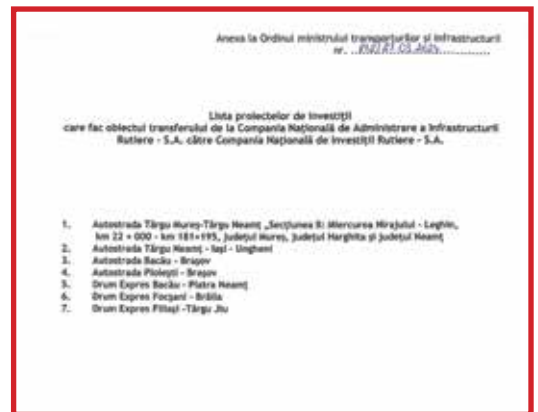 Anexa la Ordinul ministrului transporturilor și infrastructurii
nr.
Lista proiectelor de investiții
care fac obiectul transferului de la Compania Națională de Administrare a Infrastructurii
Rutiere - S.A. către Compania Națională de Investiții Rutiere - S.A.
1. Autostrada Târgu Mureș-Târgu Neamț „Secțiunea II: Miercurea Nirajului - Leghin,
km 22 + 000 - km 181+195, județul Mureș, județul Harghita și județul Neamț
2. Autostrada Târgu Neamț - Iași - Ungheni
3. Autostrada Bacău - Brașov
4. Autostrada Ploiești - Brașov
5. Drum Expres Bacău - Piatra Neamț
6. Drum Expres Focșani - Brăila
7. Drum Expres Filiași -Târgu Jiu